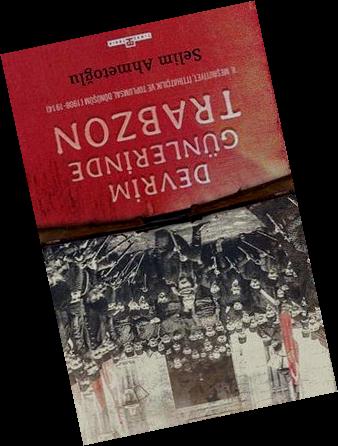 DEVRİM
GÜNLERİNDE
TRABZON
II. MEŞRUTİYET, İTTİHATÇILIK VE TOPLUMSAL DÖNÜŞÜM (1908-1914)
Selim Ahmetoğlu